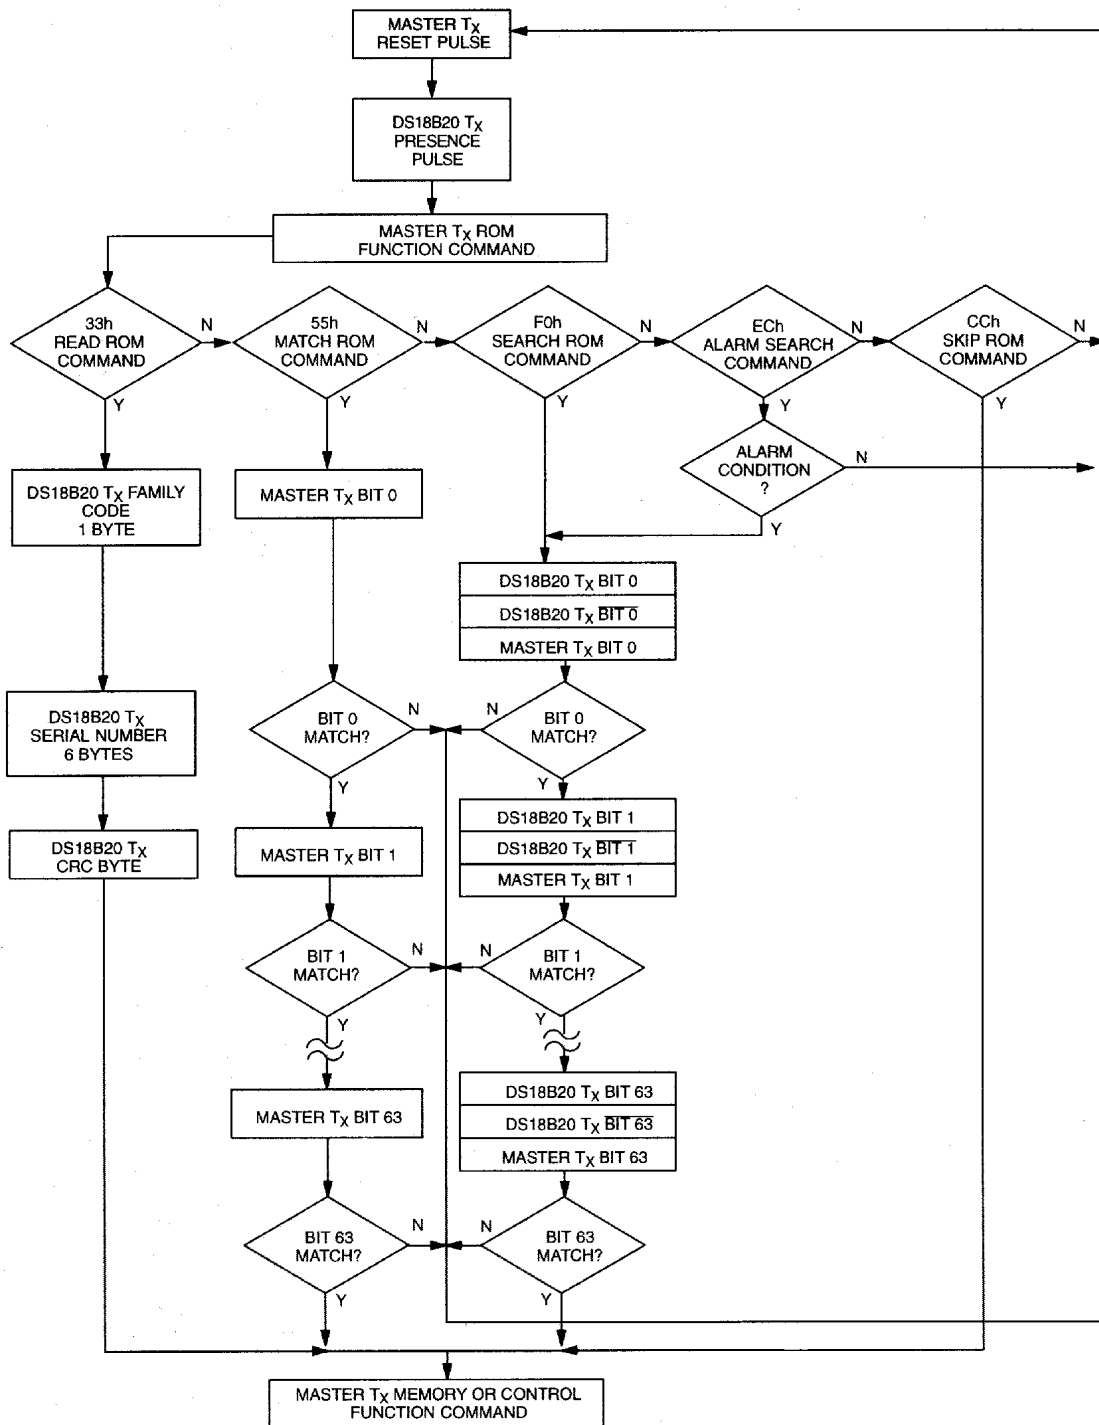 MASTER TX
RESET PULSE
DS18B20 TX
PRESENCE
PULSE
MASTER TX ROM
FUNCTION COMMAND
33h
READ ROM
COMMAND
N
Y
55h
MATCH ROM
COMMAND
N
Y
F0h
SEARCH ROM
COMMAND
N
Y
ECh
ALARM SEARCH
COMMAND
N
Y
CCh
SKIP ROM
COMMAND
N
Y
ALARM
CONDITION
?
N
Y
DS18B20 TX FAMILY
CODE
1 BYTE
DS18B20 TX
SERIAL NUMBER
6 BYTES
DS18B20 TX
CRC BYTE
MASTER TX BIT 0
BIT 0
MATCH?
N
Y
MASTER TX BIT 1
BIT 1
MATCH?
N
Y
MASTER TX BIT 63
BIT 63
MATCH?
N
Y
DS18B20 TX BIT 0
DS18B20 TX B̅I̅T̅ ̅0̅
MASTER TX BIT 0
BIT 0
MATCH?
N
Y
DS18B20 TX BIT 1
DS18B20 TX B̅I̅T̅ ̅1̅
MASTER TX BIT 1
BIT 1
MATCH?
N
Y
DS18B20 TX BIT 63
DS18B20 TX B̅I̅T̅ ̅6̅3̅
MASTER TX BIT 63
BIT 63
MATCH?
N
Y
MASTER TX MEMORY OR CONTROL
FUNCTION COMMAND